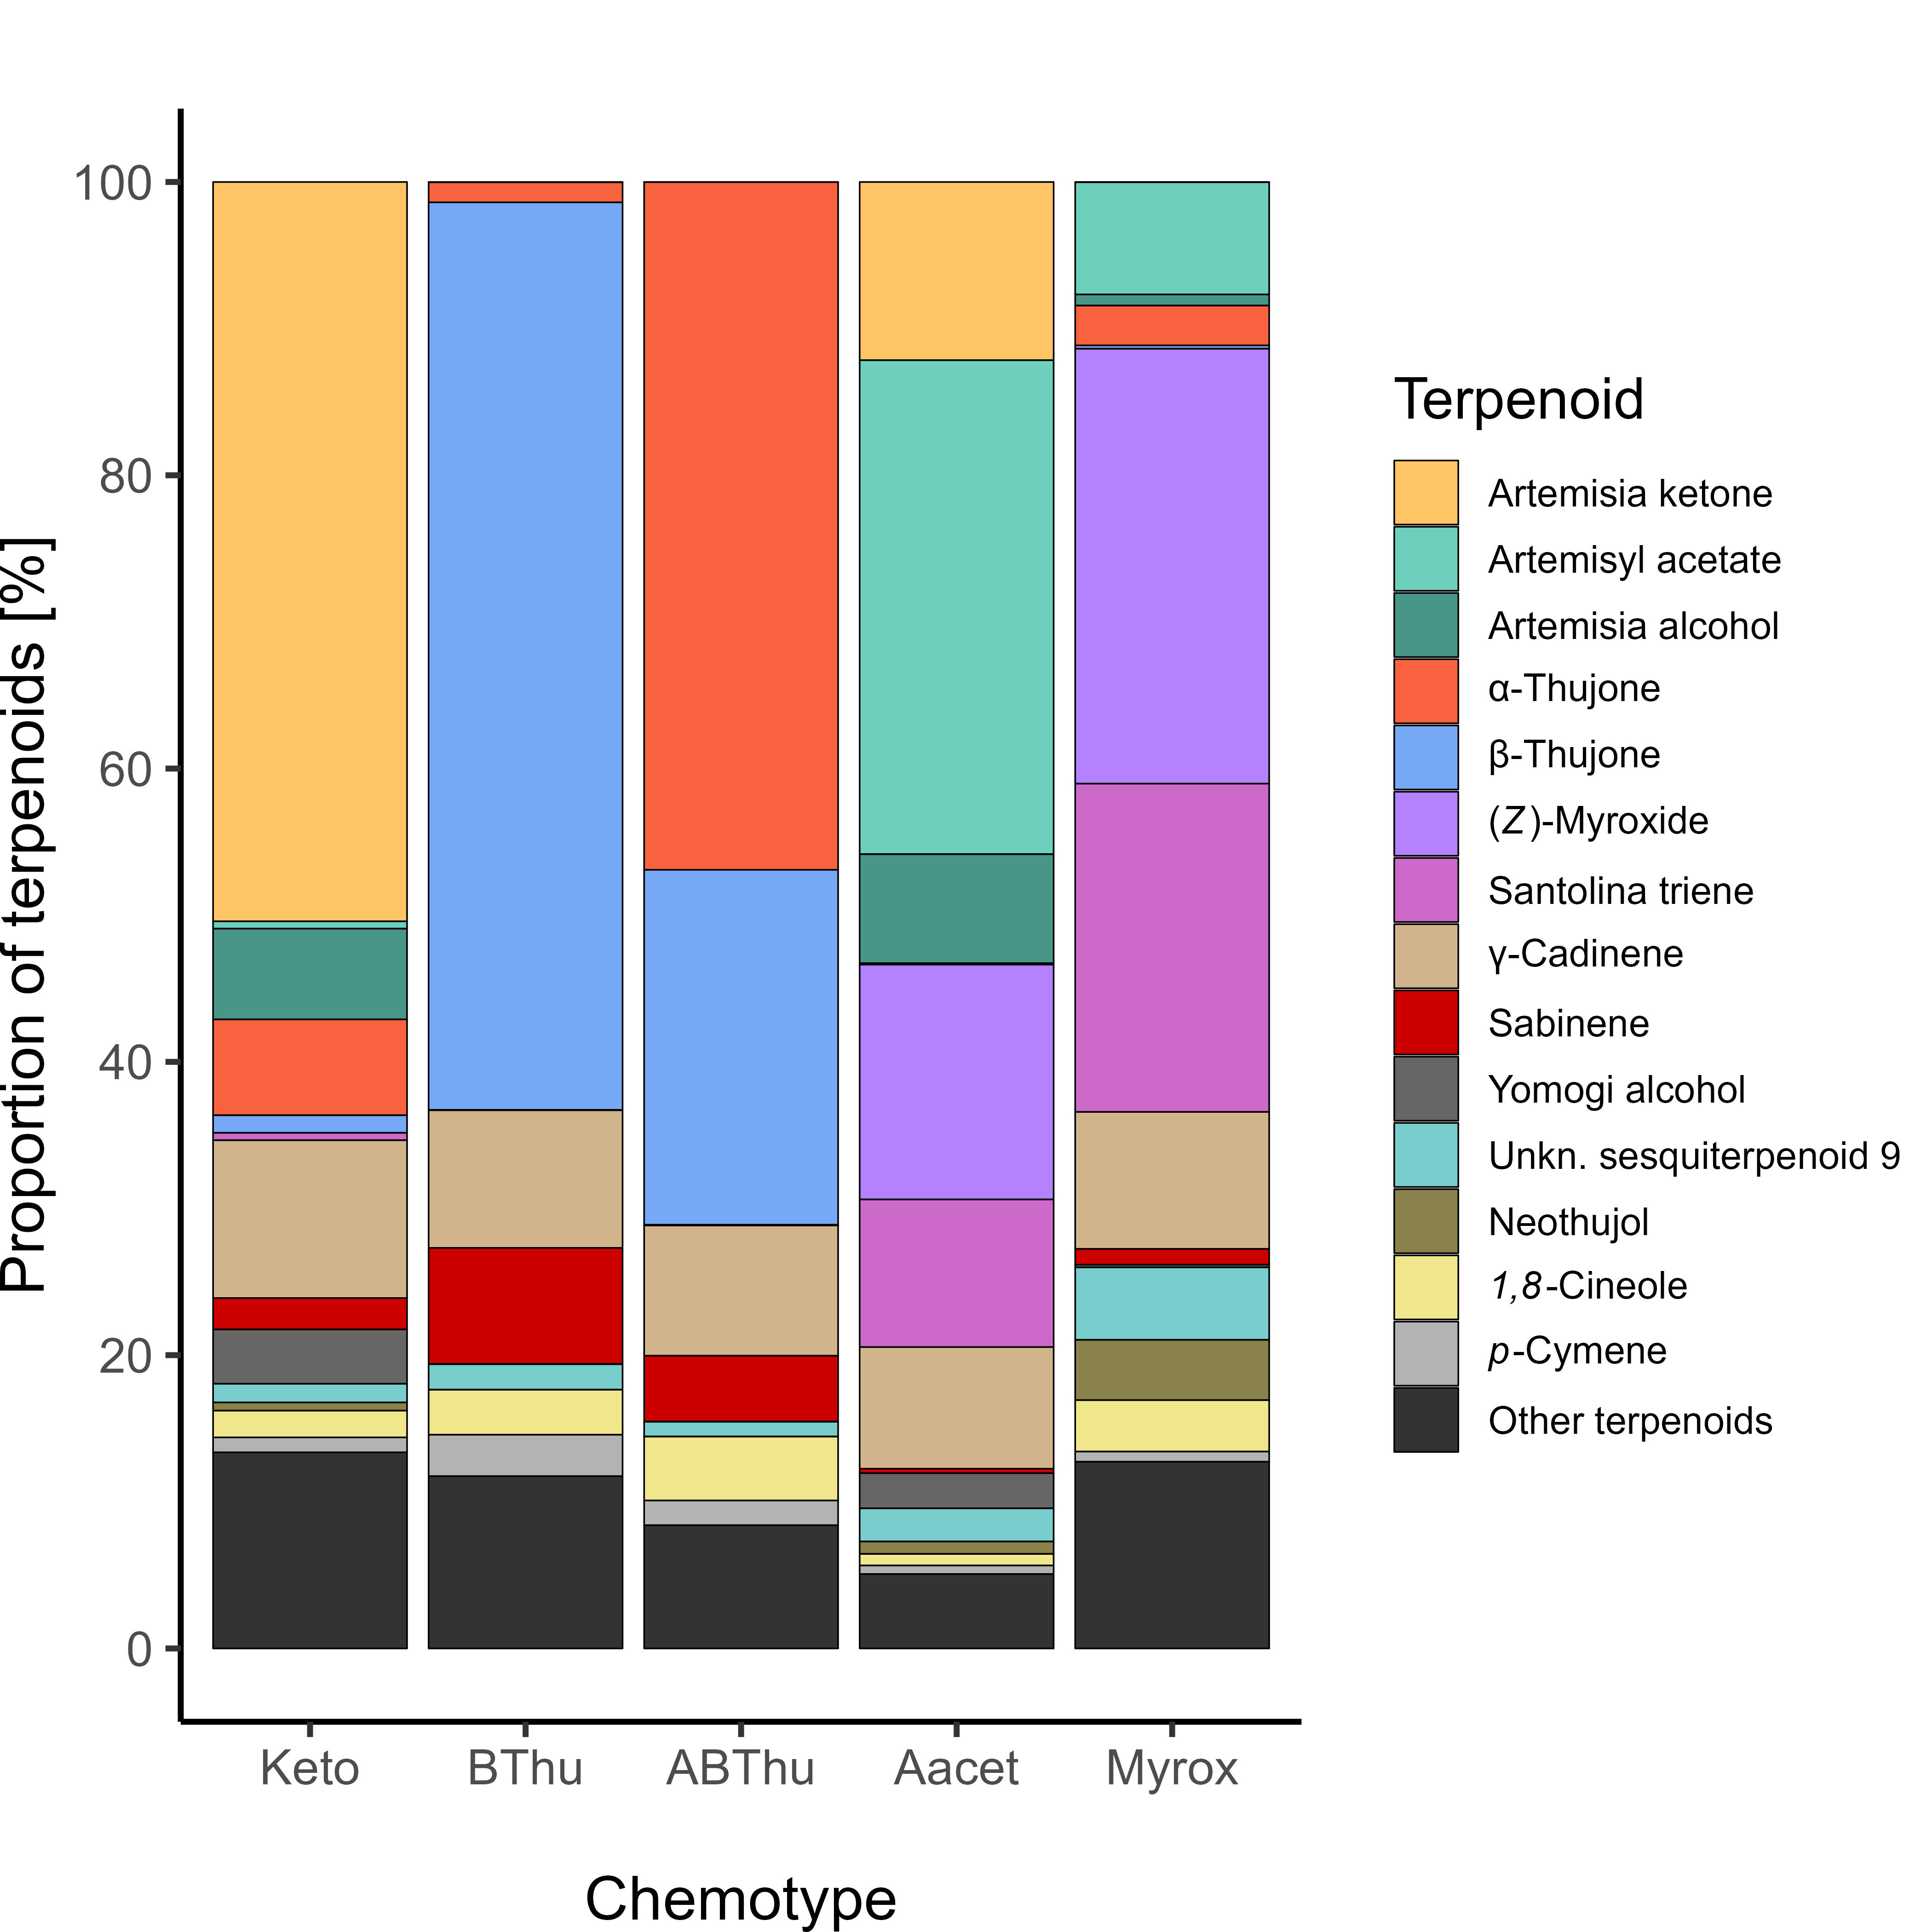 Proportion of terpenoids [%]
100
80
60
40
20
0
Keto BThu ABThu Aacet Myrox
Chemotype
Terpenoid
Artemisia ketone
Artemisyl acetate
Artemisia alcohol
α-Thujone
β-Thujone
(Z)-Myroxide
Santolina triene
γ-Cadinene
Sabinene
Yomogi alcohol
Unkn. sesquiterpenoid 9
Neothujol
1,8-Cineole
p-Cymene
Other terpenoids